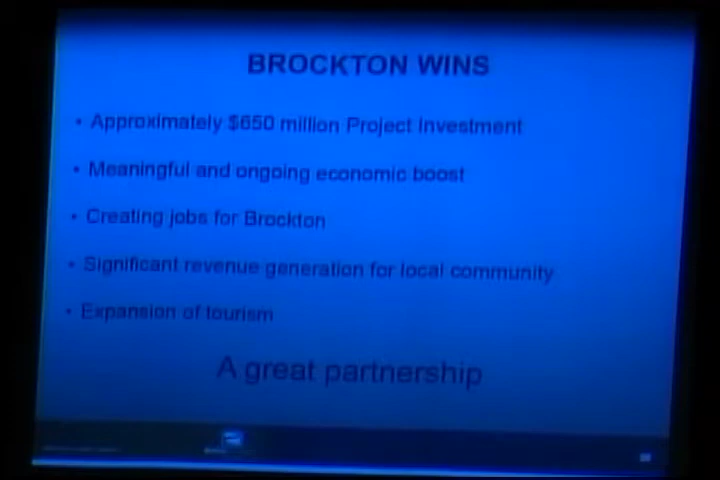 BROCKTON WINS
• Approximately $650 million Project Investment
• Meaningful and ongoing economic boost
• Creating jobs for Brockton
• Significant revenue generation for local community
• Expansion of tourism
A great partnership